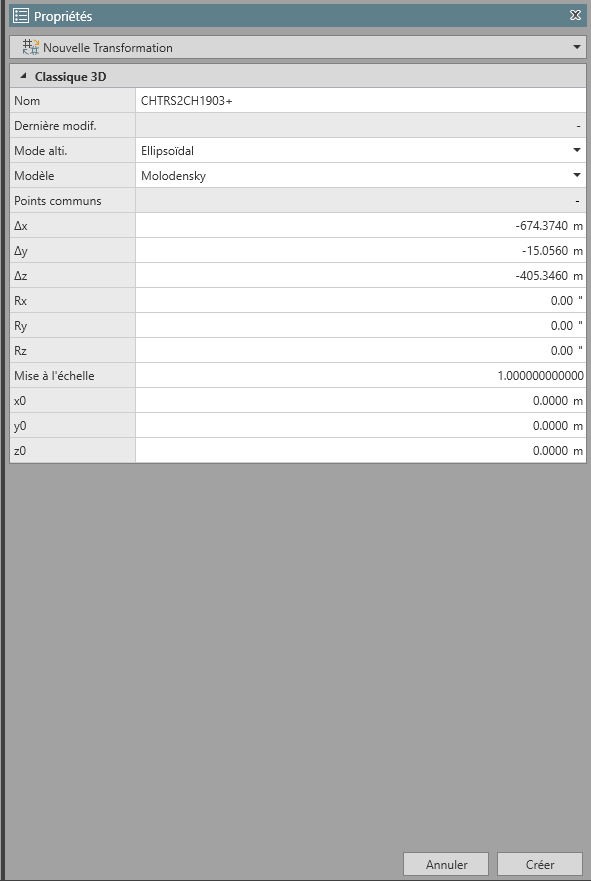 Propriétés
Nouvelle Transformation
Classique 3D
Nom CHTRS2CH1903+
Dernière modif. -
Mode alti. Ellipsoïdal
Modèle Molodensky
Points communs -
Δx -674.3740 m
Δy -15.0560 m
Δz -405.3460 m
Rx 0.00 "
Ry 0.00 "
Rz 0.00 "
Mise à l'échelle 1.000000000000
x0 0.0000 m
y0 0.0000 m
z0 0.0000 m
Annuler Créer